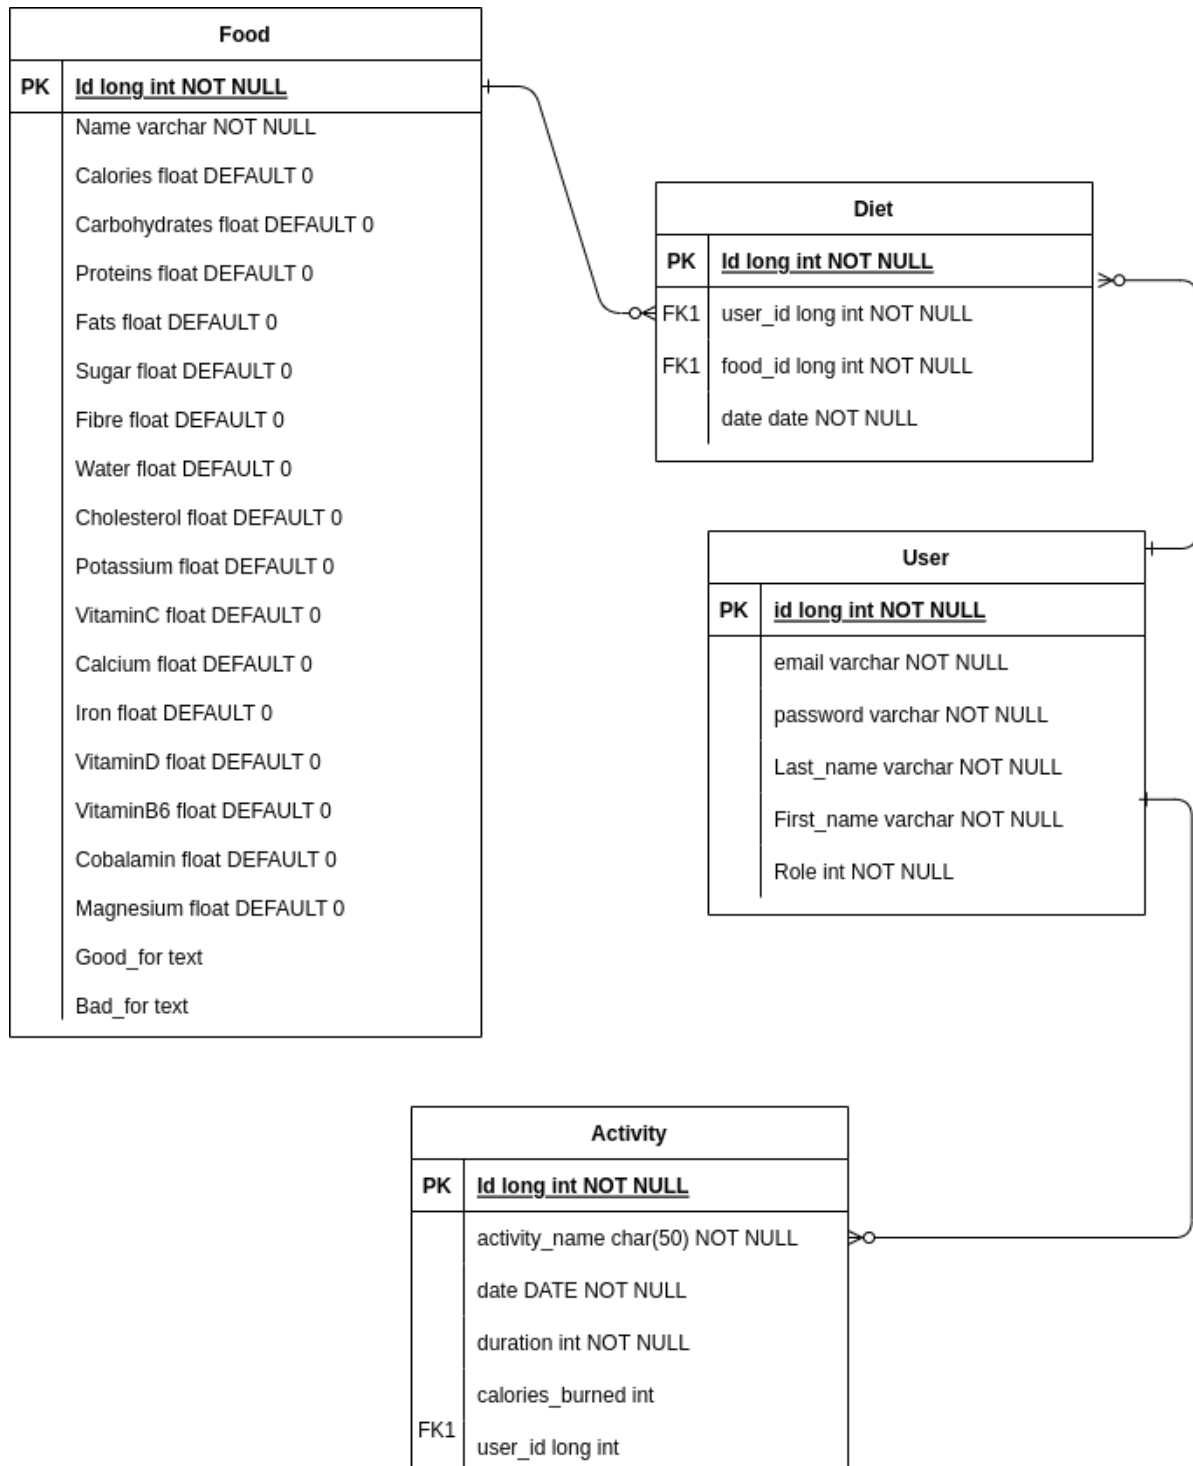 Food
PK Id long int NOT NULL
Name varchar NOT NULL
Calories float DEFAULT 0
Carbohydrates float DEFAULT 0
Proteins float DEFAULT 0
Fats float DEFAULT 0
Sugar float DEFAULT 0
Fibre float DEFAULT 0
Water float DEFAULT 0
Cholesterol float DEFAULT 0
Potassium float DEFAULT 0
VitaminC float DEFAULT 0
Calcium float DEFAULT 0
Iron float DEFAULT 0
VitaminD float DEFAULT 0
VitaminB6 float DEFAULT 0
Cobalamin float DEFAULT 0
Magnesium float DEFAULT 0
Good_for text
Bad_for text
Diet
PK Id long int NOT NULL
FK1 user_id long int NOT NULL
FK1 food_id long int NOT NULL
date date NOT NULL
User
PK id long int NOT NULL
email varchar NOT NULL
password varchar NOT NULL
Last_name varchar NOT NULL
First_name varchar NOT NULL
Role int NOT NULL
Activity
PK Id long int NOT NULL
activity_name char(50) NOT NULL
date DATE NOT NULL
duration int NOT NULL
calories_burned int
FK1 user_id long int